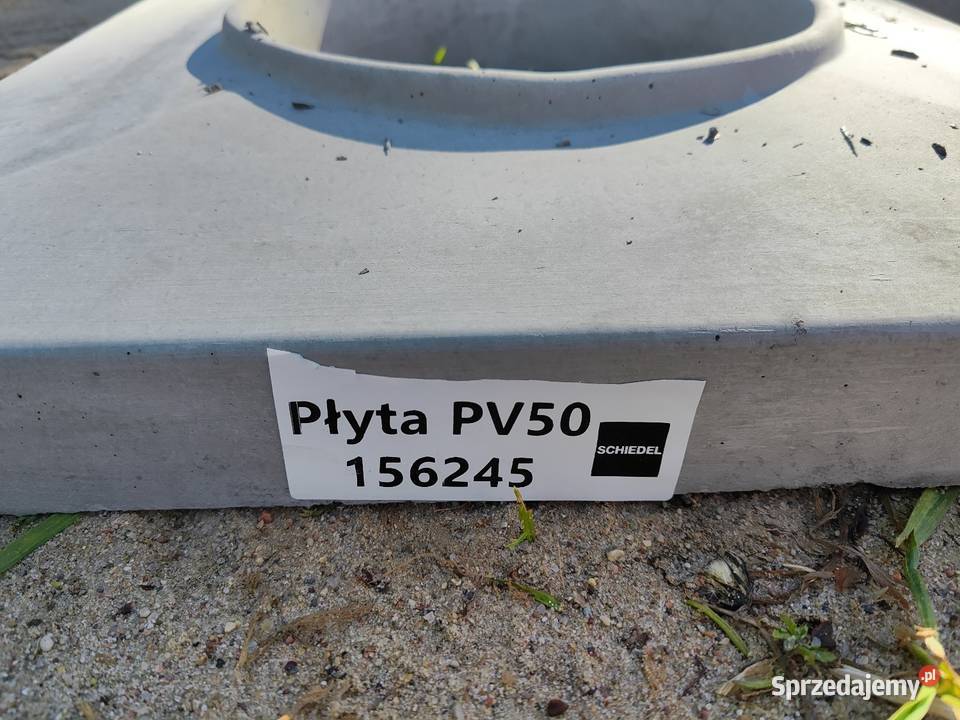 Płyta PV50
156245
SCHIEDEL
Sprzedajemy.pl